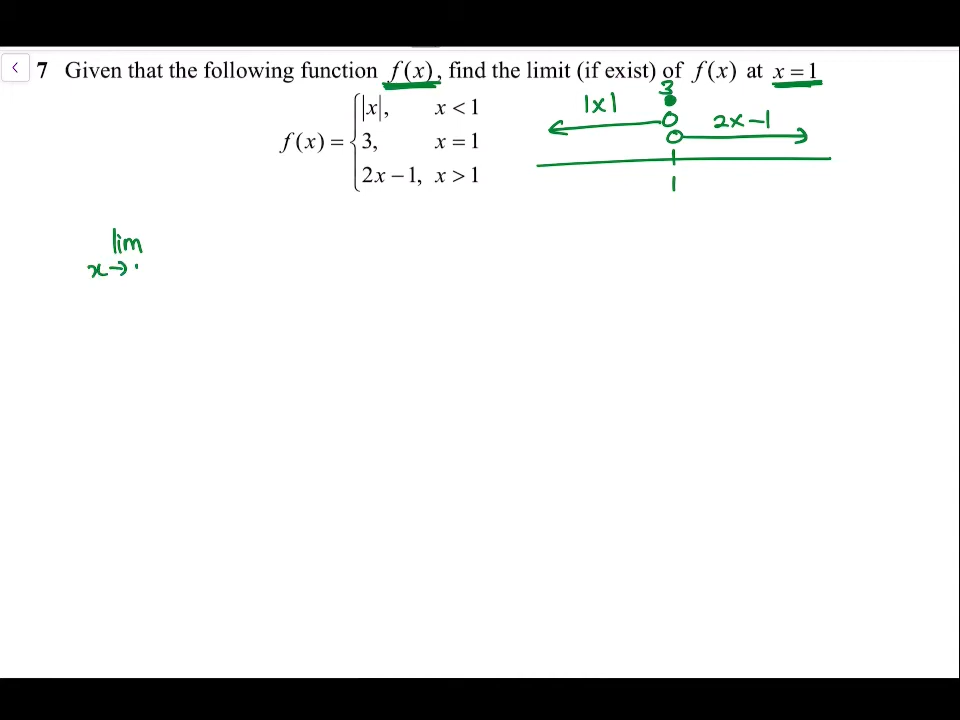 7 Given that the following function f(x), find the limit (if exist) of f(x) at x = 1
3
|x|
2x-1
f(x) = { |x|, x < 1
3, x = 1
2x − 1, x > 1
1
lim
x→